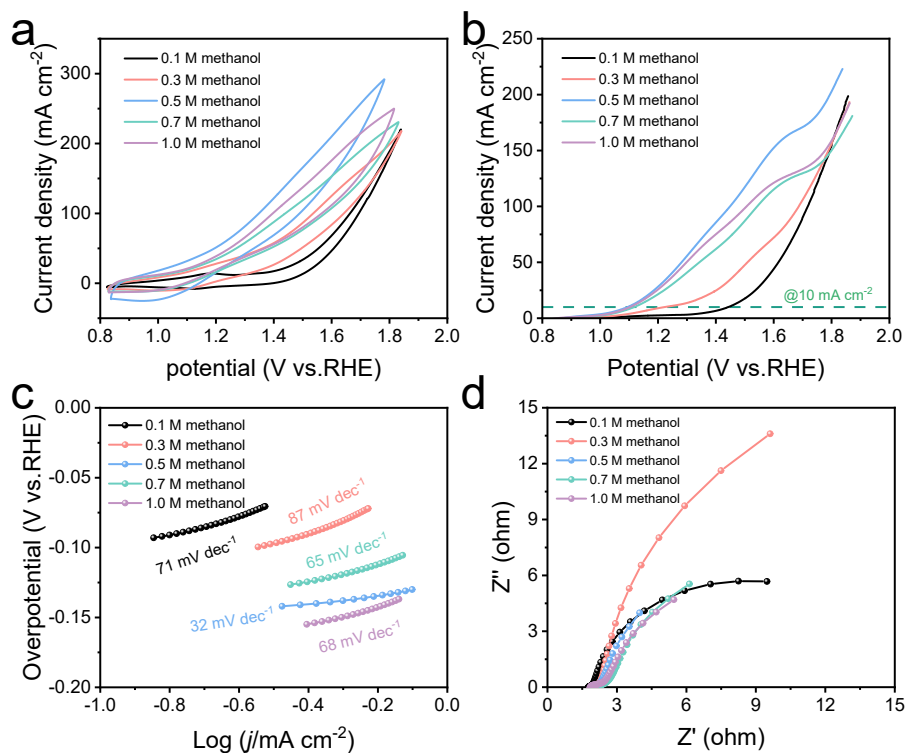 a
300
200
100
0
0.8 1.0 1.2 1.4 1.6 1.8 2.0
Current density (mA cm⁻²)
potential (V vs.RHE)
0.1 M methanol
0.3 M methanol
0.5 M methanol
0.7 M methanol
1.0 M methanol
b
250
200
150
100
50
0
0.8 1.0 1.2 1.4 1.6 1.8 2.0
Current density (mA cm⁻²)
Potential (V vs.RHE)
0.1 M methanol
0.3 M methanol
0.5 M methanol
0.7 M methanol
1.0 M methanol
@10 mA cm⁻²
c
0.00
-0.05
-0.10
-0.15
-0.20
-1.0 -0.8 -0.6 -0.4 -0.2 0.0
Overpotential (V vs.RHE)
Log (j/mA cm⁻²)
0.1 M methanol
0.3 M methanol
0.5 M methanol
0.7 M methanol
1.0 M methanol
87 mV dec⁻¹
71 mV dec⁻¹
65 mV dec⁻¹
32 mV dec⁻¹
68 mV dec⁻¹
d
15
12
9
6
3
0
0 3 6 9 12 15
Z'' (ohm)
Z' (ohm)
0.1 M methanol
0.3 M methanol
0.5 M methanol
0.7 M methanol
1.0 M methanol